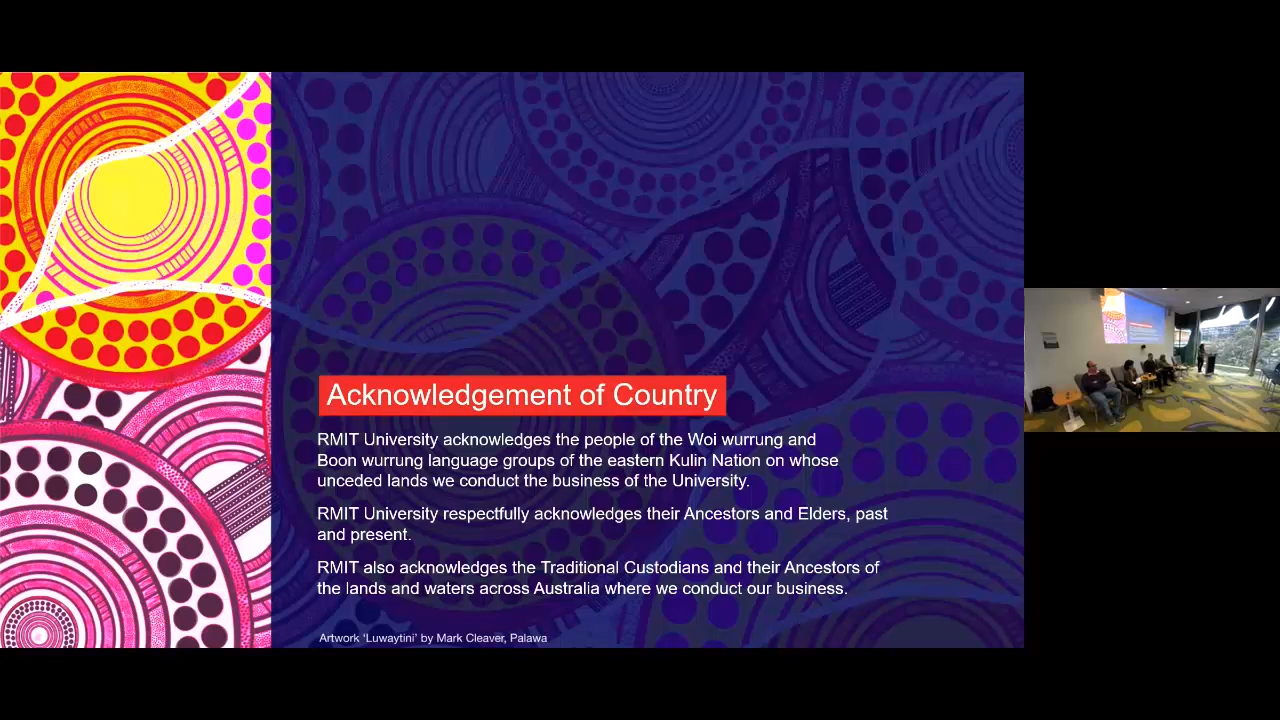 Acknowledgement of Country
RMIT University acknowledges the people of the Woi wurrung and
Boon wurrung language groups of the eastern Kulin Nation on whose
unceded lands we conduct the business of the University.
RMIT University respectfully acknowledges their Ancestors and Elders, past
and present.
RMIT also acknowledges the Traditional Custodians and their Ancestors of
the lands and waters across Australia where we conduct our business.
Artwork ‘Luwaytini’ by Mark Cleaver, Palawa